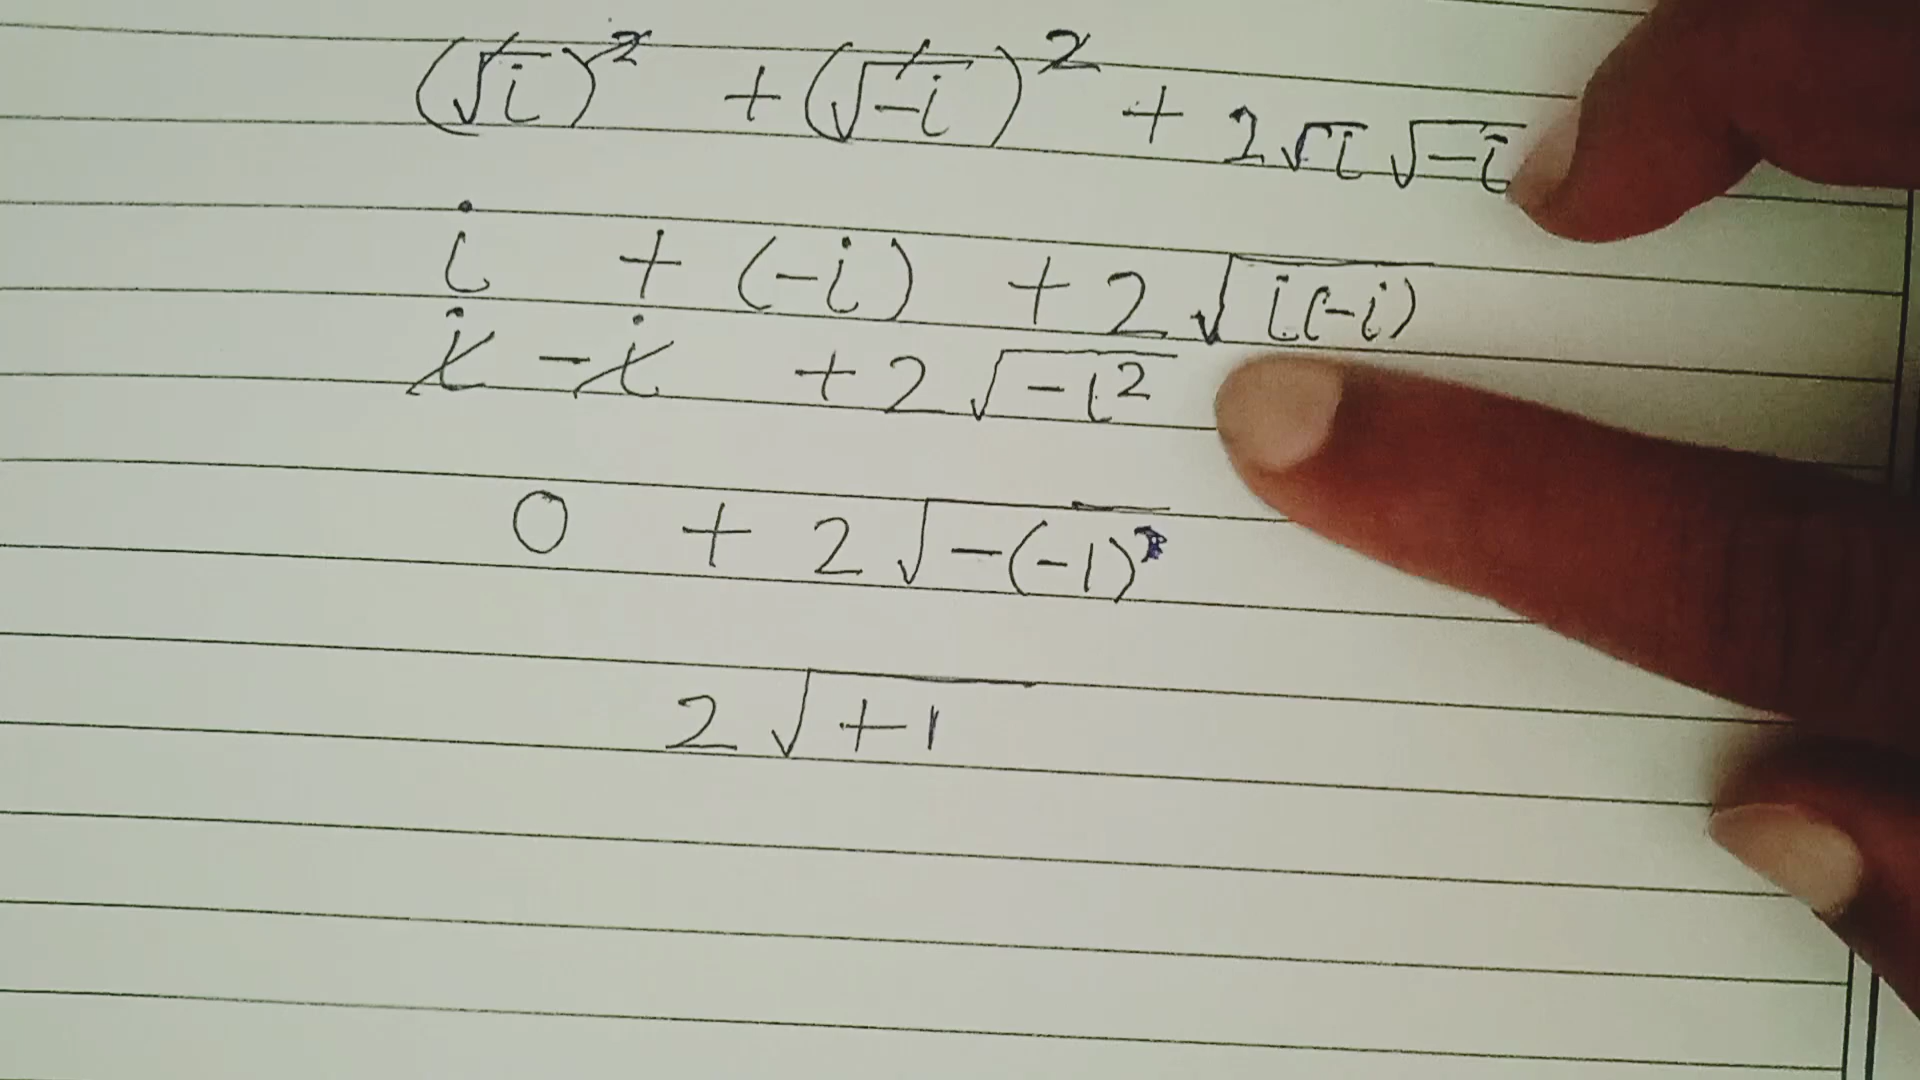 (√i)² + (√-i)² + 2√i √-i
i + (-i) + 2√i(-i)
i - i + 2√-i²
0 + 2√-(-1)
2√+1